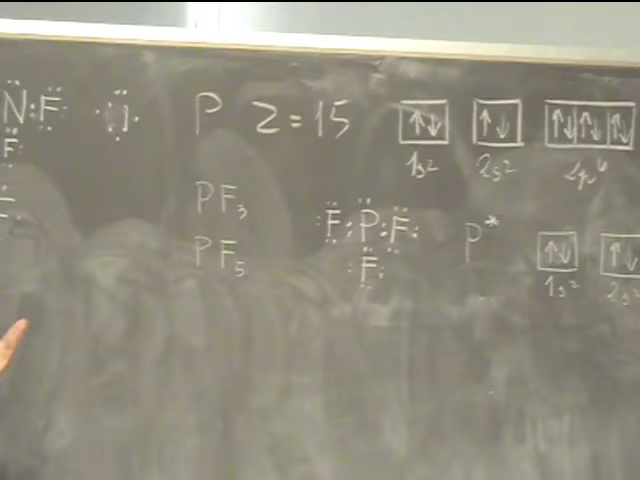 N:F: P Z=15 ↑↓ ↑↓ ↑↓ ↑↓ ↑↓
F 1s² 2s² 2p⁶
PF₃ :F:P:F: P* ↑↓ ↑↓
PF₅ :F: 1s² 2s²